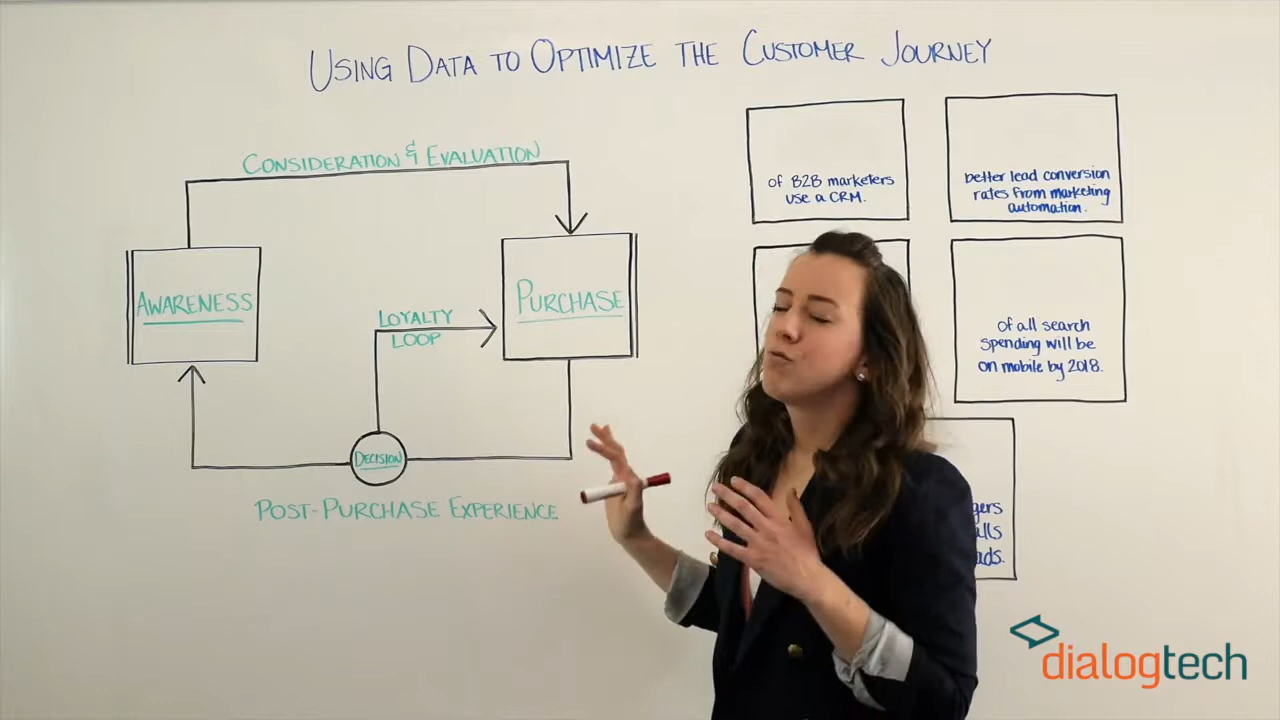 USING DATA TO OPTIMIZE THE CUSTOMER JOURNEY
CONSIDERATION & EVALUATION
AWARENESS
LOYALTY
LOOP
PURCHASE
DECISION
POST-PURCHASE EXPERIENCE
of B2B marketers
use a CRM.
better lead conversion
rates from marketing
automation.
of all search
spending will be
on mobile by 2018.
dialogtech